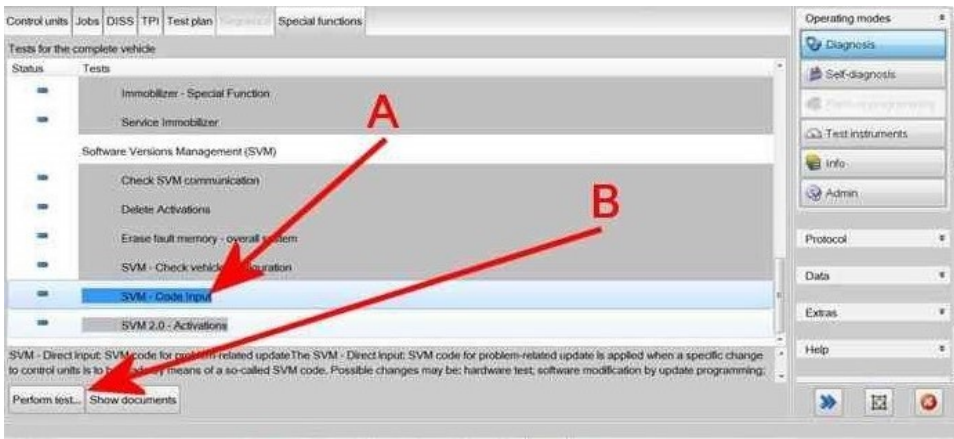 Control units Jobs DISS TPI Test plan Special functions
Operating modes
Tests for the complete vehicle
Diagnosis
Status Tests
Self-diagnosis
Immobilizer - Special Function
Service Immobilizer
Test instruments
A
Software Versions Management (SVM)
Info
Check SVM communication
Admin
Delete Activations
B
Erase fault memory - overall system
Protocol
SVM - Check vehicle configuration
Data
SVM - Code Input
Extras
SVM 2.0 - Activations
Help
SVM - Direct Input: SVM code for problem-related updateThe SVM - Direct Input: SVM code for problem-related update is applied when a specific change
to control units is to be made by means of a so-called SVM code. Possible changes may be: hardware test; software modification by update programming;
Perform test... Show documents